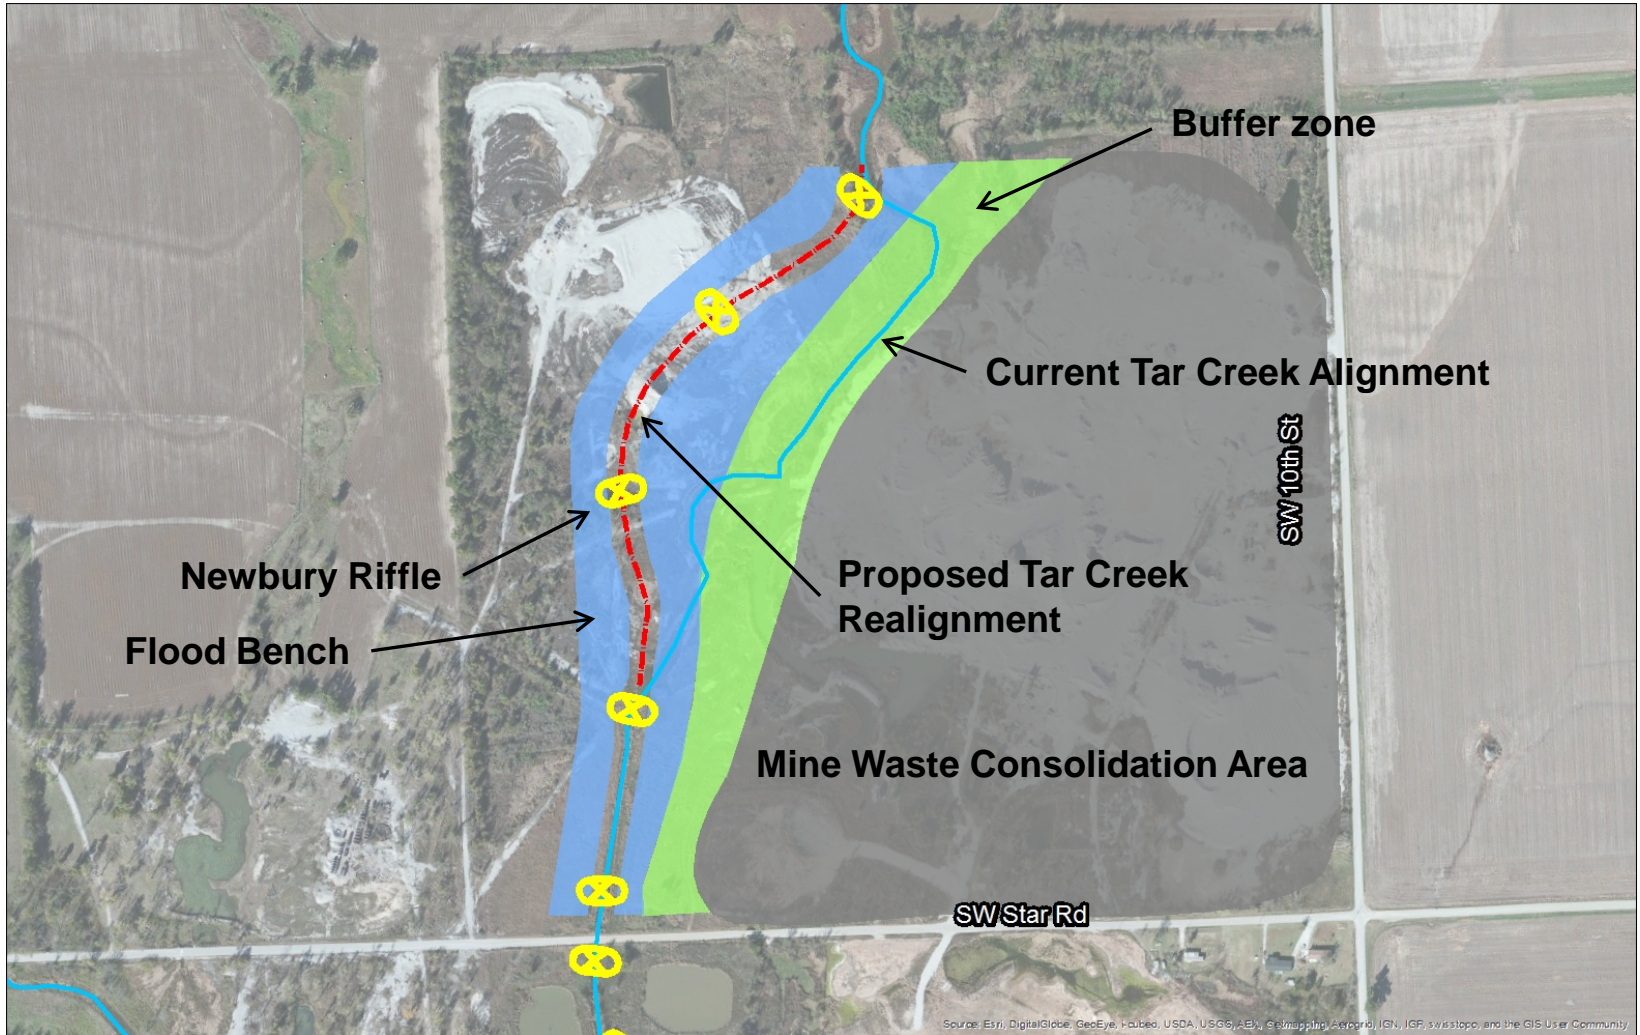 Buffer zone
Current Tar Creek Alignment
SW 10th St
Newbury Riffle
Proposed Tar Creek
Realignment
Flood Bench
Mine Waste Consolidation Area
SW Star Rd
Source: Esri, DigitalGlobe, GeoEye, i-cubed, USDA, USGS, AEX, Getmapping, Aerogrid, IGN, IGP, swisstopo, and the GIS User Community